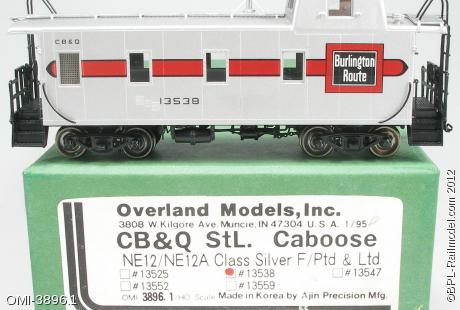 CB&Q
Burlington
Route
13538
Overland Models, Inc.
3808 W. Kilgore Ave. Muncie, IN 47304 U.S.A. 1/95
CB&Q StL. Caboose
NE12/NE12A Class Silver F/Ptd & Ltd
#13525 #13538 #13547
#13552 #13559
OMI 3896.1/HO Scale Made in Korea by Ajin Precision Mfg.
OMI-3896.1
©BPL-Railmodel.com 2012